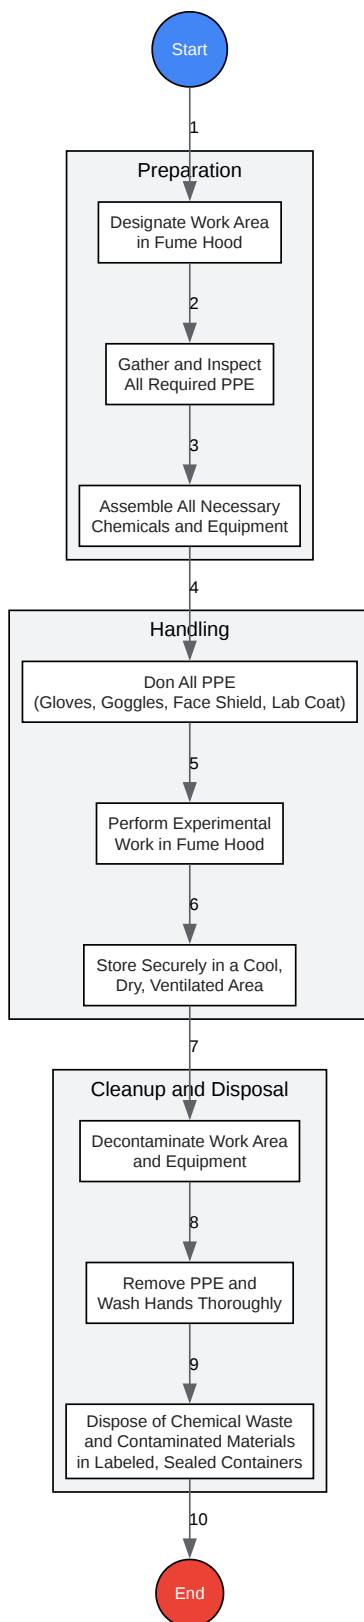 Start
1
Preparation
Designate Work Area
in Fume Hood
2
Gather and Inspect
All Required PPE
3
Assemble All Necessary
Chemicals and Equipment
4
Handling
Don All PPE
(Gloves, Goggles, Face Shield, Lab Coat)
5
Perform Experimental
Work in Fume Hood
6
Store Securely in a Cool,
Dry, Ventilated Area
7
Cleanup and Disposal
Decontaminate Work Area
and Equipment
8
Remove PPE and
Wash Hands Thoroughly
9
Dispose of Chemical Waste
and Contaminated Materials
in Labeled, Sealed Containers
10
End